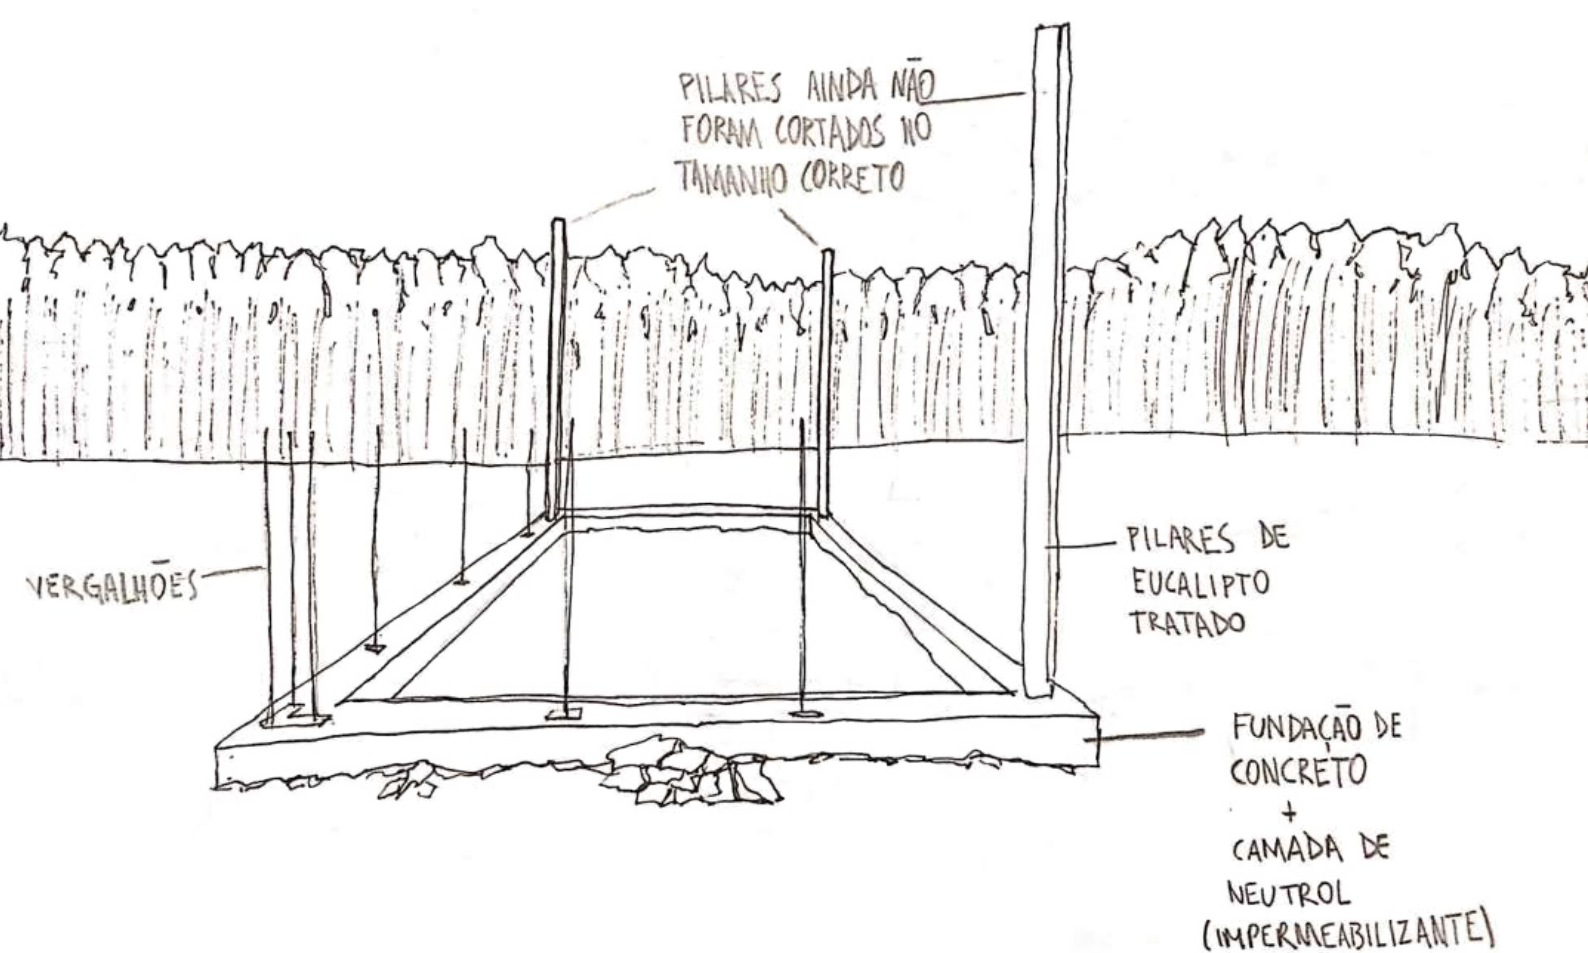 PILARES AINDA NÃO
FORAM CORTADOS NO
TAMANHO CORRETO
VERGALHÕES
PILARES DE
EUCALIPTO
TRATADO
FUNDAÇÃO DE
CONCRETO
+
CAMADA DE
NEUTROL
(IMPERMEABILIZANTE)